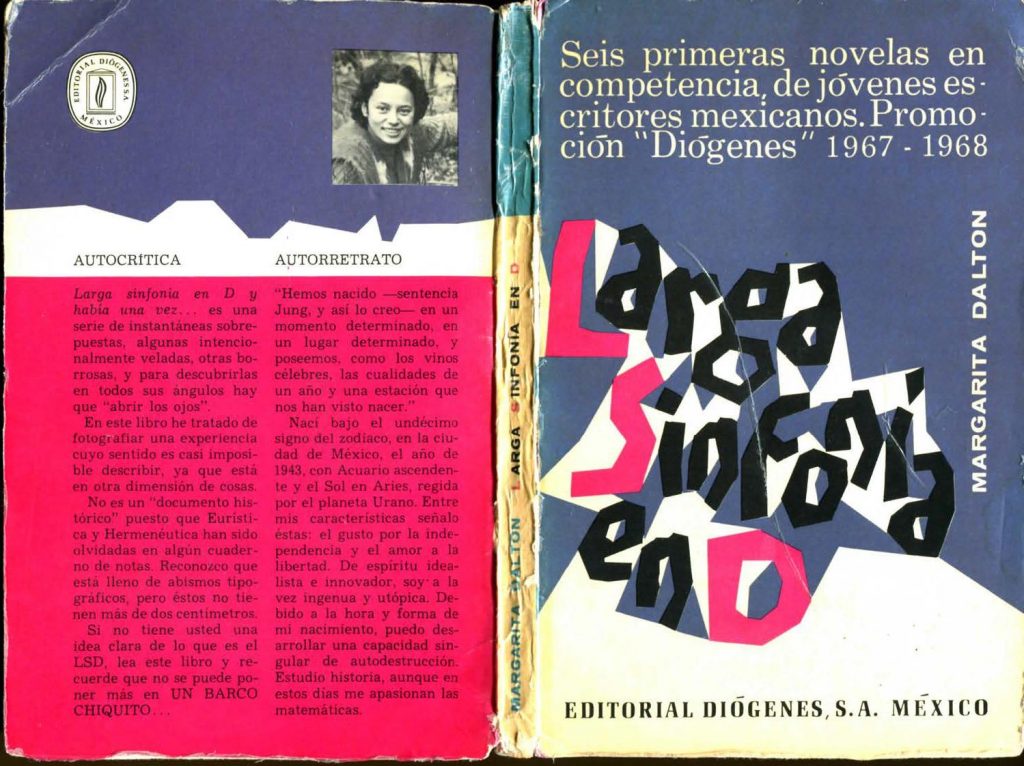 EDITORIAL DIÓGENES S.A.
MÉXICO
AUTOCRÍTICA
Larga sinfonía en D y
había una vez... es una
serie de instantáneas sobre-
puestas, algunas intencio-
nalmente veladas, otras bo-
rrosas, y para descubrirlas
en todos sus ángulos hay
que "abrir los ojos".
En este libro he tratado de
fotografiar una experiencia
cuyo sentido es casi imposi-
ble describir, ya que está
en otra dimensión de cosas.
No es un "documento his-
tórico" puesto que Eurísti-
ca y Hermenéutica han sido
olvidadas en algún cuader-
no de notas. Reconozco que
está lleno de abismos tipo-
gráficos, pero éstos no tie-
nen más de dos centímetros.
Si no tiene usted una
idea clara de lo que es el
LSD, lea este libro y re-
cuerde que no se puede po-
ner más en UN BARCO
CHIQUITO...
AUTORRETRATO
"Hemos nacido —sentencia
Jung, y así lo creo— en un
momento determinado, en
un lugar determinado, y
poseemos, como los vinos
célebres, las cualidades de
un año y una estación que
nos han visto nacer."
Nací bajo el undécimo
signo del zodíaco, en la ciu-
dad de México, el año de
1943, con Acuario ascenden-
te y el Sol en Aries, regida
por el planeta Urano. Entre
mis características señalo
éstas: el gusto por la inde-
pendencia y el amor a la
libertad. De espíritu idea-
lista e innovador, soy a la
vez ingenua y utópica. De-
bido a la hora y forma de
mi nacimiento, puedo des-
arrollar una capacidad sin-
gular de autodestrucción.
Estudio historia, aunque en
estos días me apasionan las
matemáticas.
MARGARITA DALTON LARGA SINFONÍA EN D
Seis primeras novelas en
competencia, de jóvenes es-
critores mexicanos. Promo-
ción "Diógenes" 1967 - 1968
Larga
Sinfonía
en D
MARGARITA DALTON
EDITORIAL DIÓGENES, S.A. MÉXICO